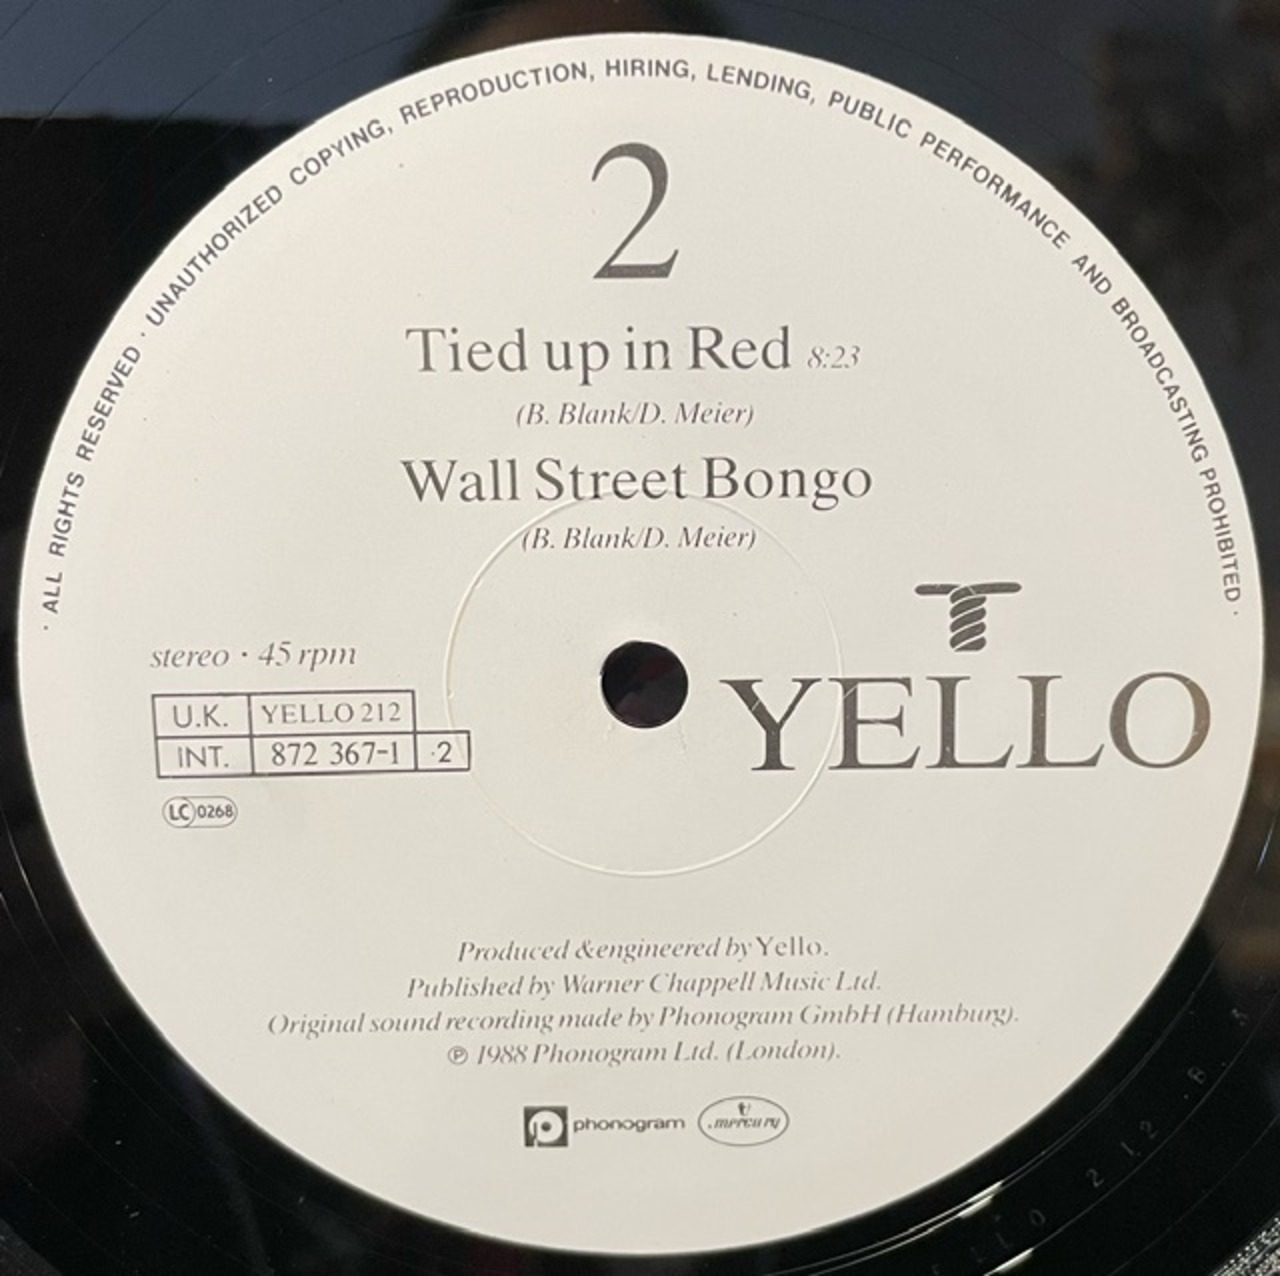 · ALL RIGHTS RESERVED · UNAUTHORIZED COPYING, REPRODUCTION, HIRING, LENDING, PUBLIC PERFORMANCE AND BROADCASTING PROHIBITED ·
2
Tied up in Red 8:23
(B. Blank/D. Meier)
Wall Street Bongo
(B. Blank/D. Meier)
stereo · 45 rpm
U.K. YELLO 212
INT. 872 367-1 ·2
LC 0268
YELLO
Produced & engineered by Yello.
Published by Warner Chappell Music Ltd.
Original sound recording made by Phonogram GmbH (Hamburg).
℗ 1988 Phonogram Ltd. (London).
phonogram mercury